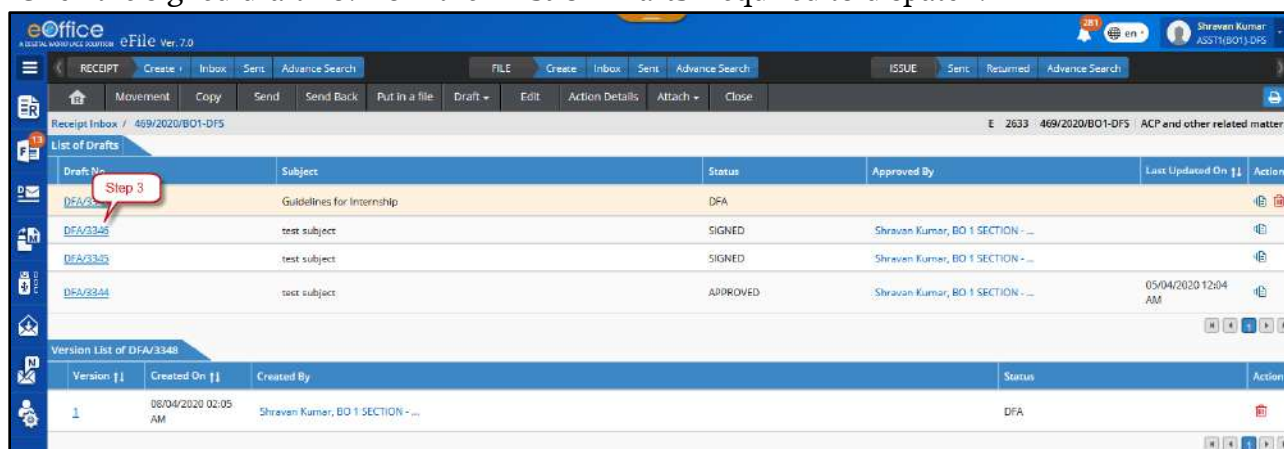 eOffice
A DIGITAL WORKPLACE SOLUTION eFile Ver.7.0
281
en
Shravan Kumar
ASST1(BO1)-DFS
RECEIPT Create Inbox Sent Advance Search FILE Create Inbox Sent Advance Search ISSUE Sent Returned Advance Search
Movement Copy Send Send Back Put in a file Draft Edit Action Details Attach Close
Receipt Inbox / 469/2020/BO1-DFS E 2633 469/2020/BO1-DFS ACP and other related matter
13
List of Drafts
Draft No Subject Status Approved By Last Updated On Action
Step 3
Guidelines for Internship DFA
DFA/3346 test subject SIGNED Shravan Kumar, BO 1 SECTION - ...
DFA/3345 test subject SIGNED Shravan Kumar, BO 1 SECTION - ...
DFA/3344 test subject APPROVED Shravan Kumar, BO 1 SECTION - ... 05/04/2020 12:04
AM
1
Version List of DFA/3348
Version Created On Created By Status Action
1 08/04/2020 02:05
AM Shravan Kumar, BO 1 SECTION - ... DFA
1